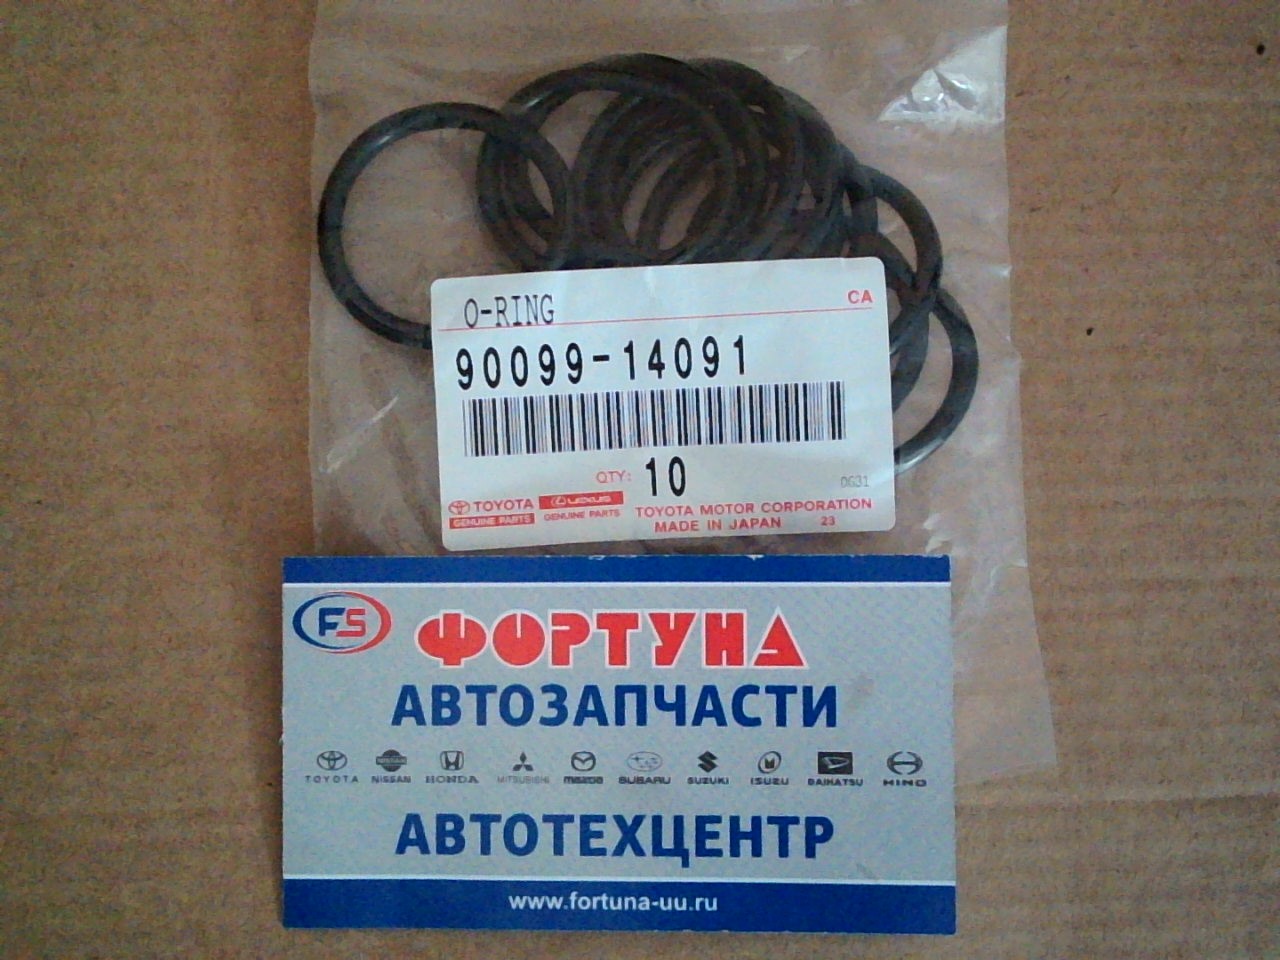 O-RING
CA
90099-14091
QTY: 10
DG31
TOYOTA LEXUS TOYOTA MOTOR CORPORATION
GENUINE PARTS GENUINE PARTS MADE IN JAPAN 23
FS ФОРТУНА
АВТОЗАПЧАСТИ
TOYOTA NISSAN HONDA MITSUBISHI mazda SUBARU SUZUKI ISUZU DAIHATSU HINO
АВТОТЕХЦЕНТР
www.fortuna-uu.ru